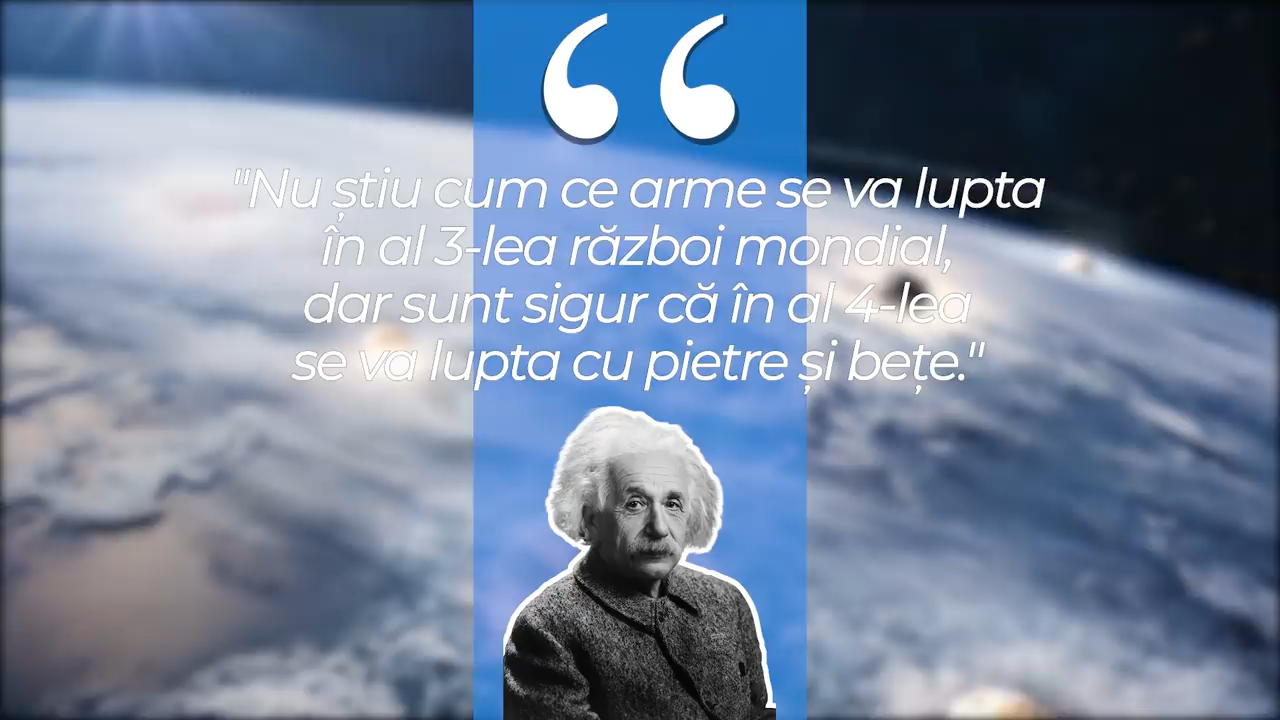 "Nu știu cum ce arme se va lupta
în al 3-lea război mondial,
dar sunt sigur că în al 4-lea
se va lupta cu pietre și bețe."